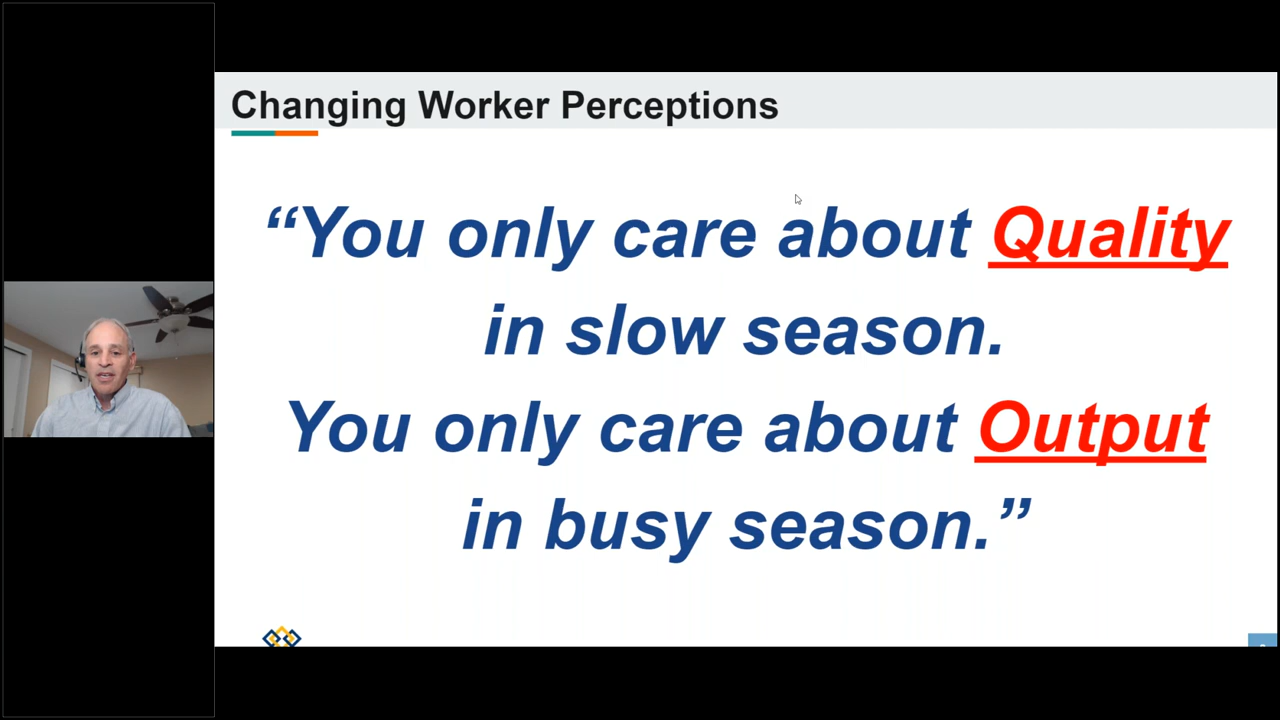 Changing Worker Perceptions
“You only care about Quality
in slow season.
You only care about Output
in busy season.”